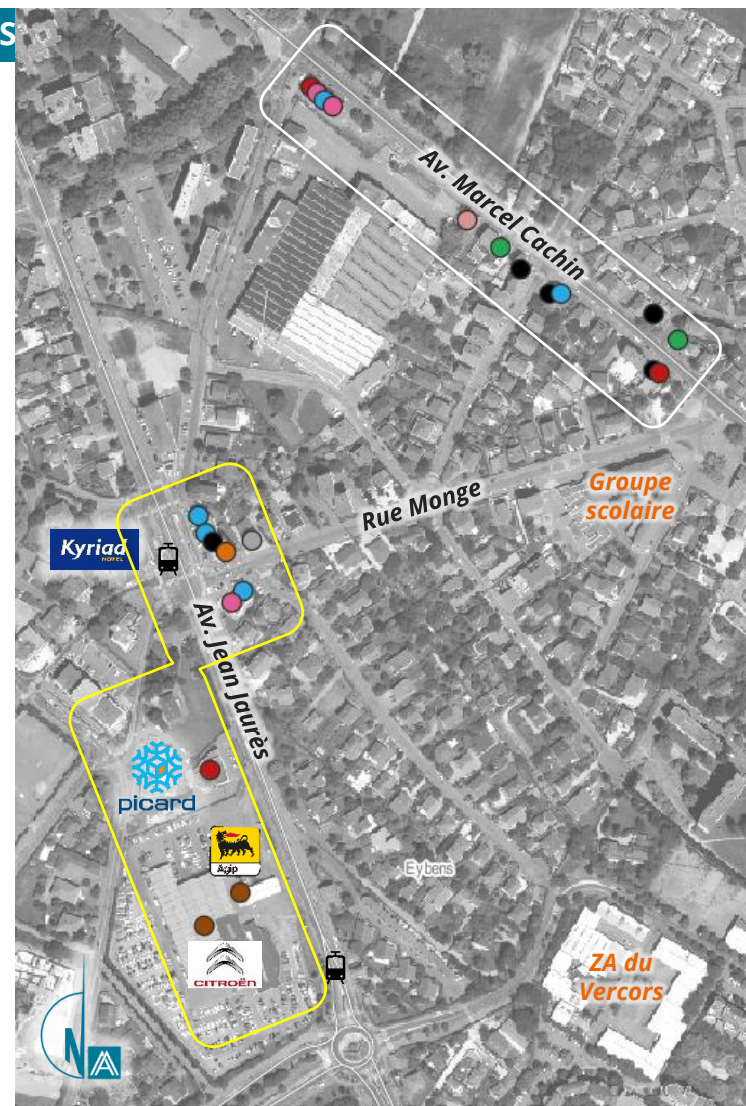 S
Av. Marcel Cachin
Rue Monge
Groupe
scolaire
Kyriad
HOTEL
Av. Jean Jaurès
picard
Agip
Eybens
CITROËN
ZA du
Vercors
N